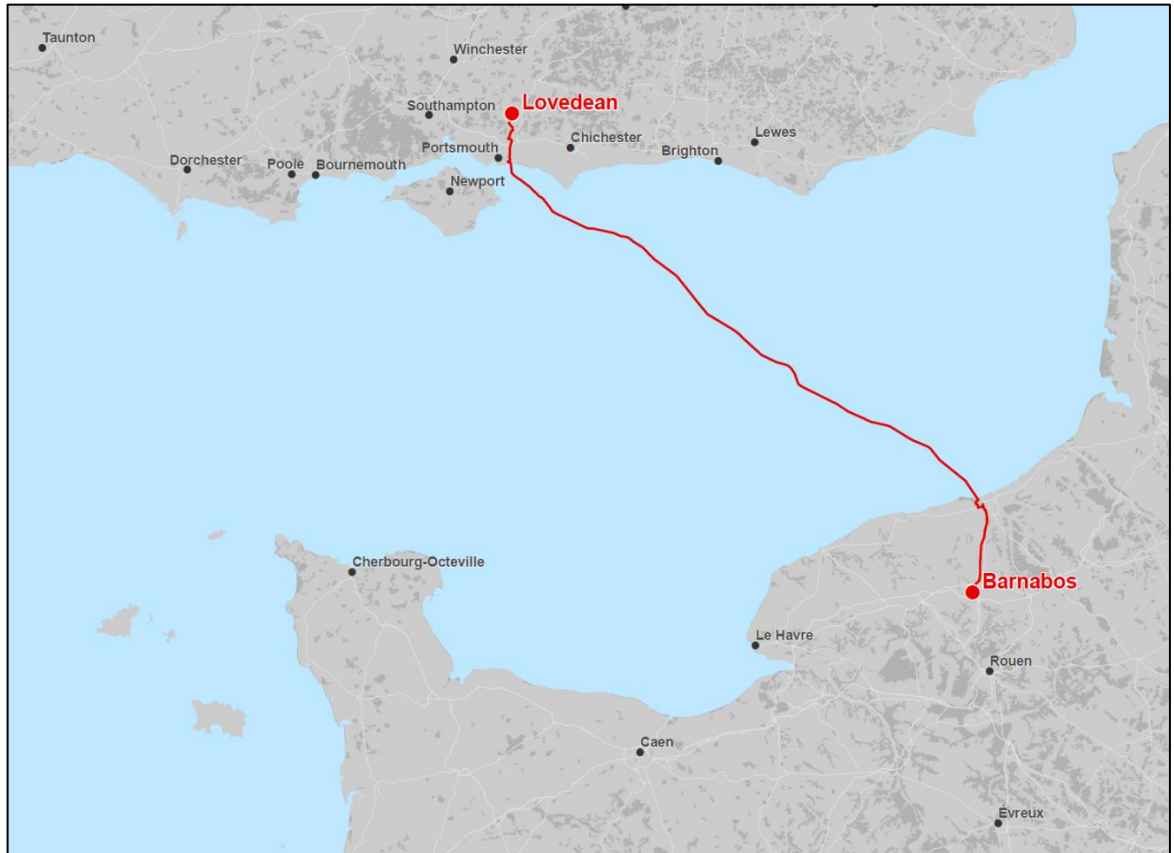 Taunton
Winchester
Lovedean
Southampton
Chichester
Lewes
Portsmouth
Brighton
Dorchester
Poole
Bournemouth
Newport
Cherbourg-Octeville
Barnabos
Le Havre
Rouen
Caen
Évreux